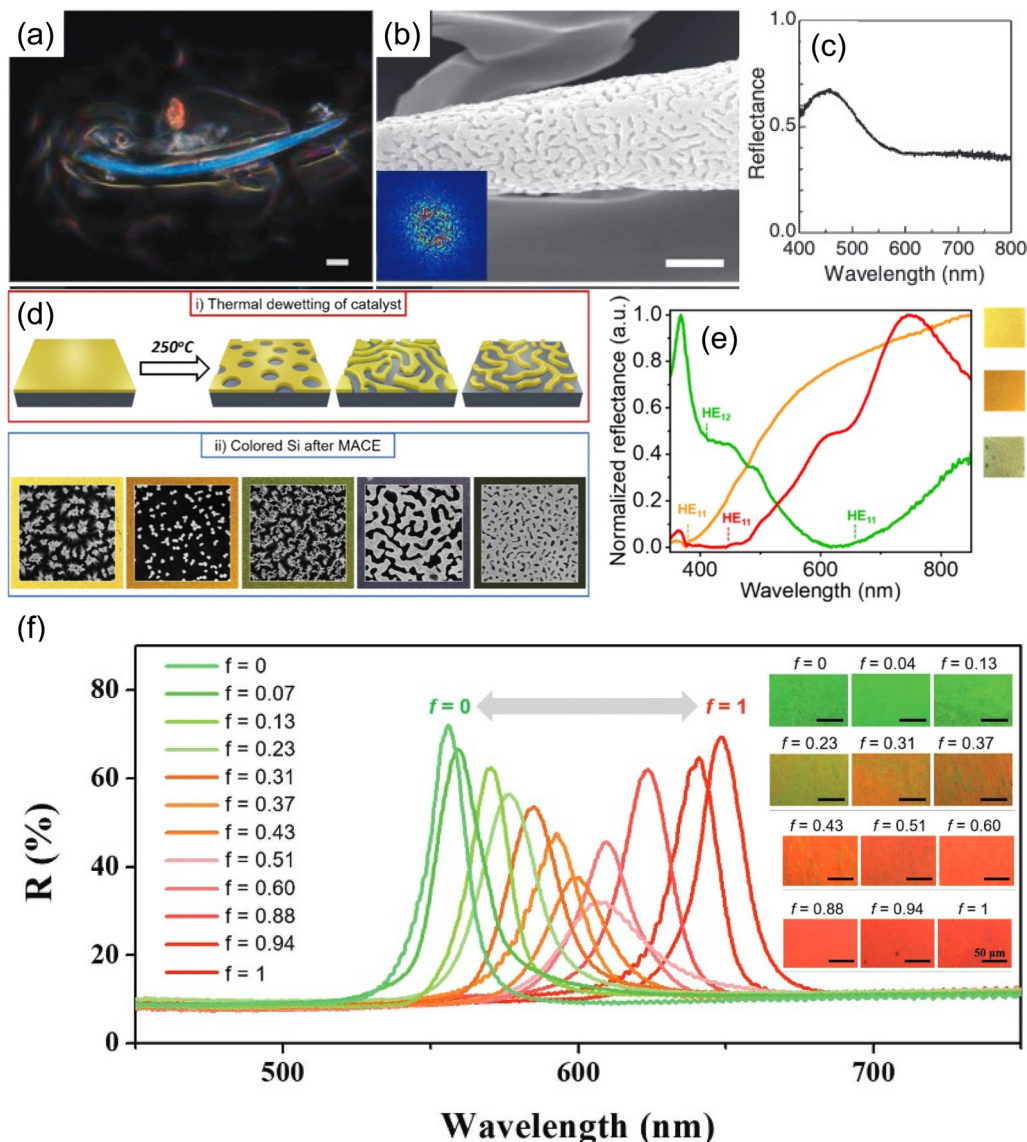 (a)
(b)
(c)
1.0
0.5
0.0
Reflectance
400 500 600 700 800
Wavelength (nm)
(d)
i) Thermal dewetting of catalyst
250°C
ii) Colored Si after MACE
(e)
1.0
0.8
0.6
0.4
0.2
0.0
Normalized reflectance (a.u.)
HE12
HE11
HE11
HE11
400 600 800
Wavelength (nm)
(f)
80
60
40
20
0
R (%)
f = 0
f = 0.07
f = 0.13
f = 0.23
f = 0.31
f = 0.37
f = 0.43
f = 0.51
f = 0.60
f = 0.88
f = 0.94
f = 1
f = 0 f = 1
f = 0 f = 0.04 f = 0.13
f = 0.23 f = 0.31 f = 0.37
f = 0.43 f = 0.51 f = 0.60
f = 0.88 f = 0.94 f = 1
50 µm
500 600 700
Wavelength (nm)